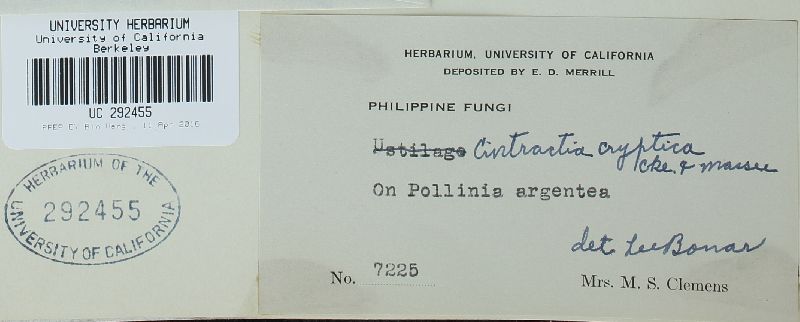 UNIVERSITY HERBARIUM
University of California
Berkeley
UC 292455
HERBARIUM OF THE
292455
UNIVERSITY OF CALIFORNIA
HERBARIUM, UNIVERSITY OF CALIFORNIA
DEPOSITED BY E. D. MERRILL
PHILIPPINE FUNGI
Ustilago Cintractia cryptica
Cke. & Massee
On Pollinia argentea
det Lee Bonar
No. 7225
Mrs. M. S. Clemens